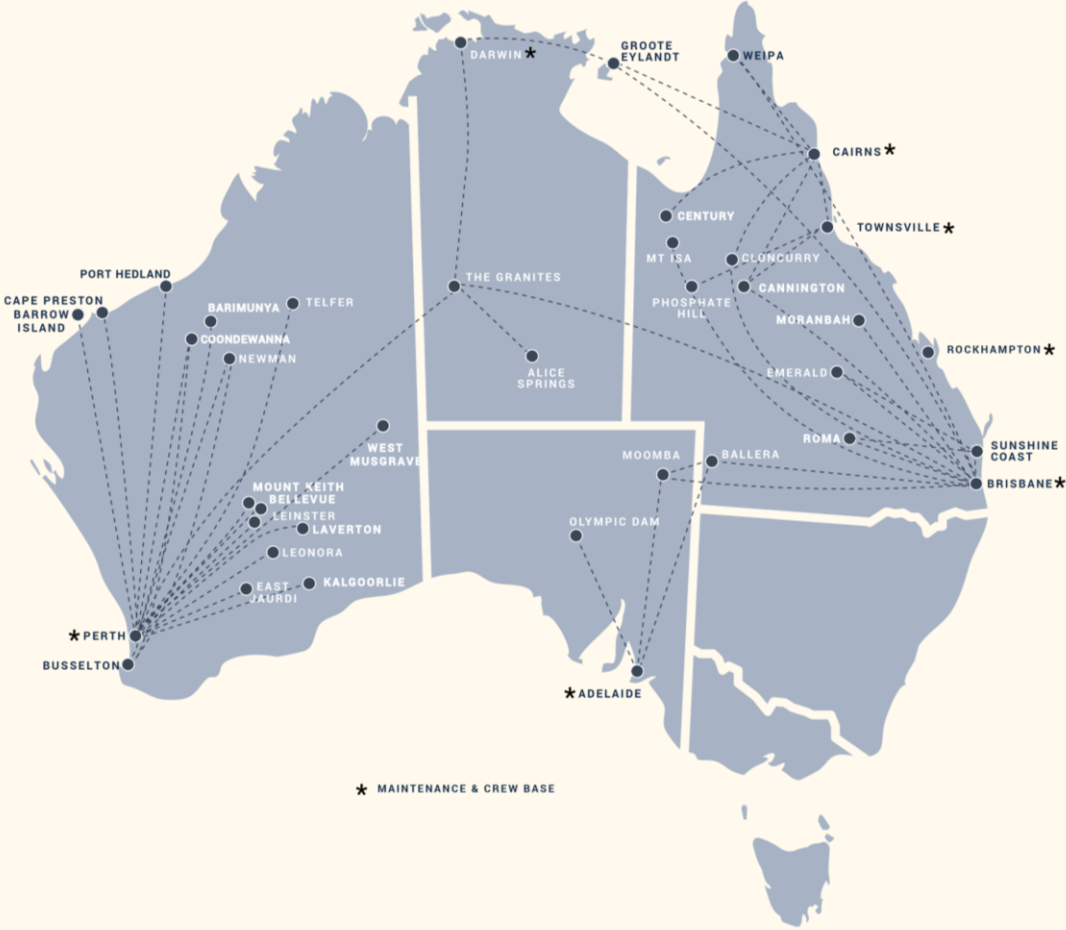 GROOTE
EYLANDT
DARWIN*
WEIPA
CAIRNS*
CENTURY
TOWNSVILLE*
MT ISA
CLONCURRY
PORT HEDLAND
THE GRANITES
CANNINGTON
CAPE PRESTON
BARROW
ISLAND
BARIMUNYA
TELFER
PHOSPHATE
HILL
MORANBAH
COONDEWANNA
NEWMAN
ROCKHAMPTON*
ALICE
SPRINGS
EMERALD
WEST
MUSGRAVE
ROMA
SUNSHINE
COAST
MOOMBA
BALLERA
BRISBANE*
MOUNT KEITH
BELLEVUE
LEINSTER
LAVERTON
OLYMPIC DAM
LEONORA
EAST
JAURDI
KALGOORLIE
*PERTH
BUSSELTON
*ADELAIDE
* MAINTENANCE & CREW BASE